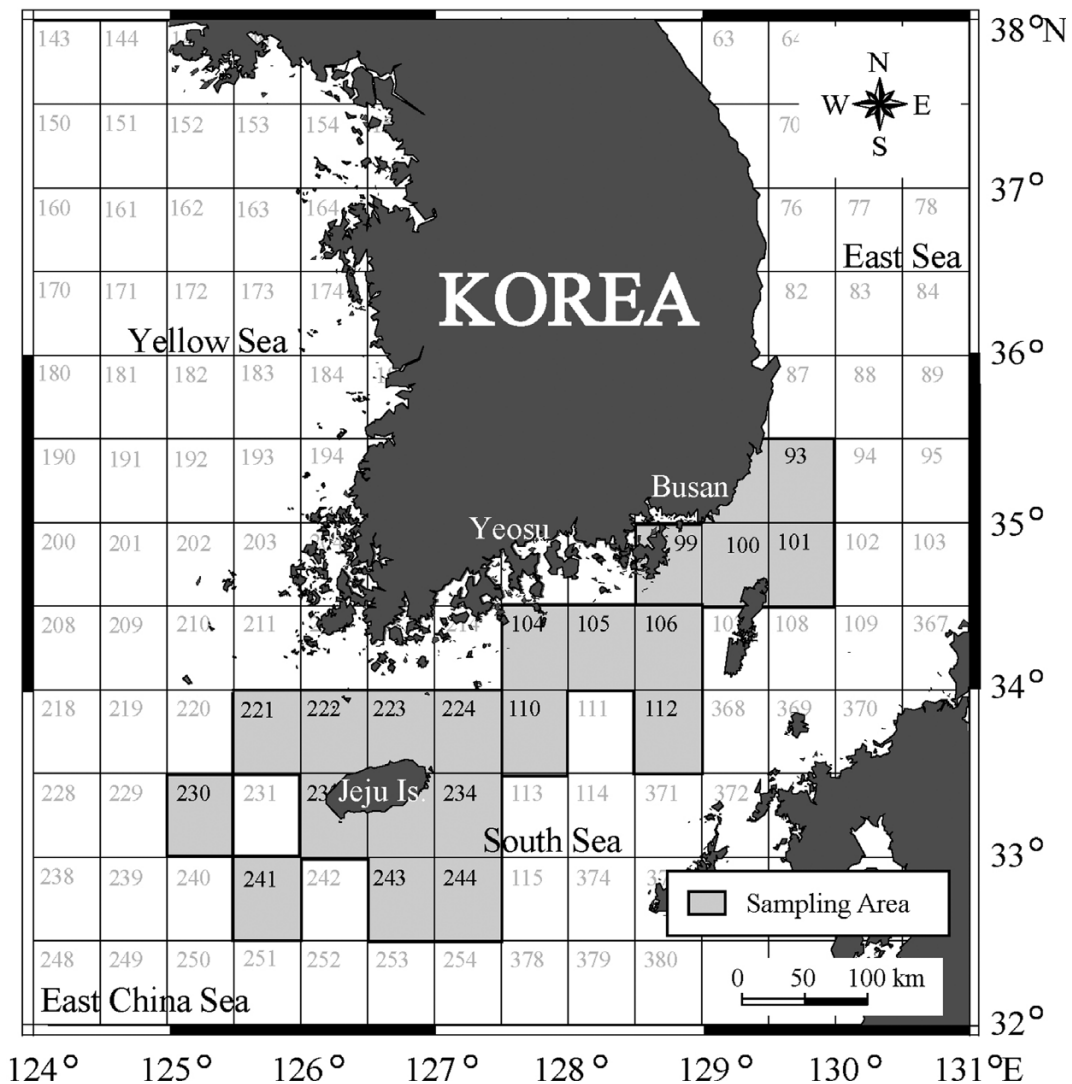 143 144 63 38°N
N
W E
S
150 151 152 153 154 70
37°
160 161 162 163 164 76 77 78
East Sea
170 171 172 173 174 KOREA 82 83 84
Yellow Sea
36°
180 181 182 183 184 87 88 89
190 191 192 193 194 93 94 95
Busan
Yeosu
35°
200 201 202 203 99 100 101 102 103
208 209 210 211 104 105 106 108 109 367
34°
218 219 220 221 222 223 224 110 111 112 368 369 370
228 229 230 231 Jeju Is. 234 113 114 371 372
South Sea
33°
238 239 240 241 242 243 244 115 374
Sampling Area
248 249 250 251 252 253 254 378 379 380
0 50 100 km
East China Sea
32°
124° 125° 126° 127° 128° 129° 130° 131°E